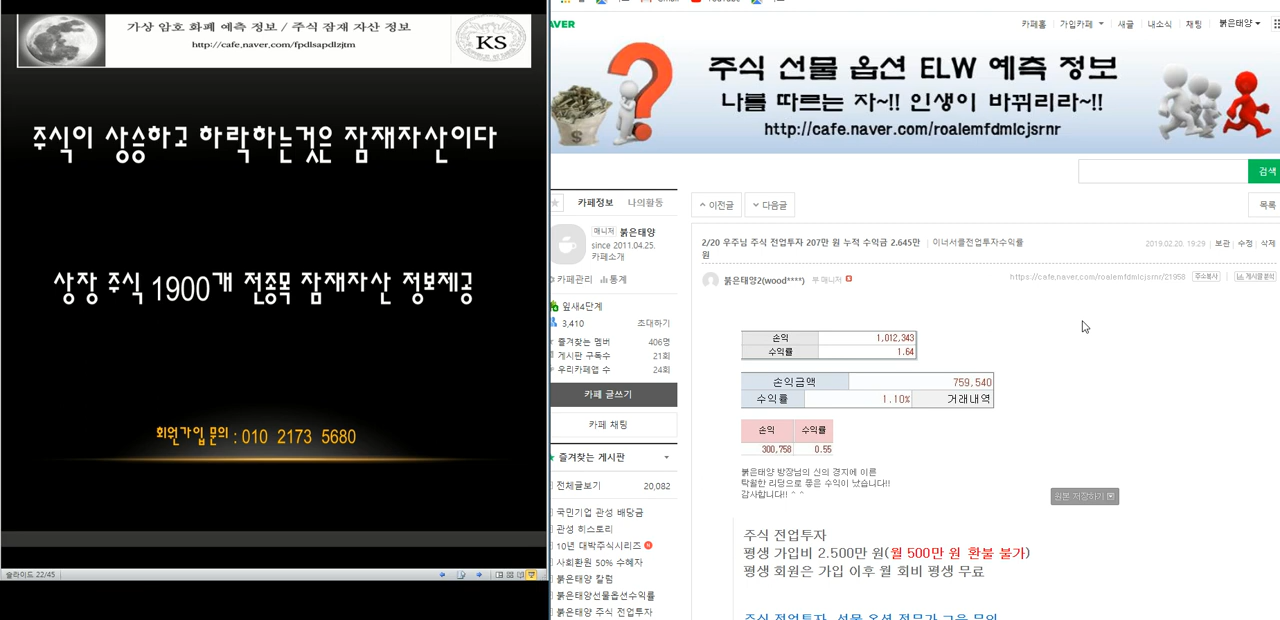 가상 암호 화폐 예측 정보 / 주식 잠재 자산 정보
http://cafe.naver.com/fpdlsapdlzjtm
KS
주식이 상승하고 하락하는것은 잠재자산이다
상장 주식 1900개 전종목 잠재자산 정보제공
회원가입 문의 : 010 2173 5680
슬라이드 22/45
AVER
카페홈 가입카페 새글 내소식 채팅 붉은태양
주식 선물 옵션 ELW 예측 정보
나를 따르는 자~!! 인생이 바뀌리라~!!
http://cafe.naver.com/roalemfdmlcjsrnr
검색
카페정보 나의활동
이전글 다음글 목록
매니저 붉은태양
since 2011.04.25.
카페소개
카페관리 통계
잎새4단계
3,410 초대하기
즐겨찾는 멤버 406명
게시판 구독수 21회
우리카페앱 수 24회
카페 글쓰기
카페 채팅
즐겨찾는 게시판
전체글보기 20,082
국민기업 관성 배당금
관성 히스토리
10년 대박주식시리즈
사회환원 50% 수혜자
붉은태양 칼럼
붉은태양선물옵션수익률
붉은태양 주식 전업투자
2/20 우주님 주식 전업투자 207만 원 누적 수익금 2.645만 원 이너서클전업투자수익률
2019.02.20. 19:29 보관 수정 삭제
붉은태양2(wood****) 부매니저
https://cafe.naver.com/roalemfdmlcjsrnr/21958 주소복사 게시글 분석
손익 1,012,343
수익률 1.64
손익금액 759,540
수익률 1.10% 거래내역
손익 수익률
300,758 0.55
붉은태양 방장님의 신의 경지에 이른
탁월한 리딩으로 좋은 수익이 났습니다!!
감사합니다!! ^ ^
원본 저장하기
주식 전업투자
평생 가입비 2.500만 원(월 500만 원 환불 불가)
평생 회원은 가입 이후 월 회비 평생 무료